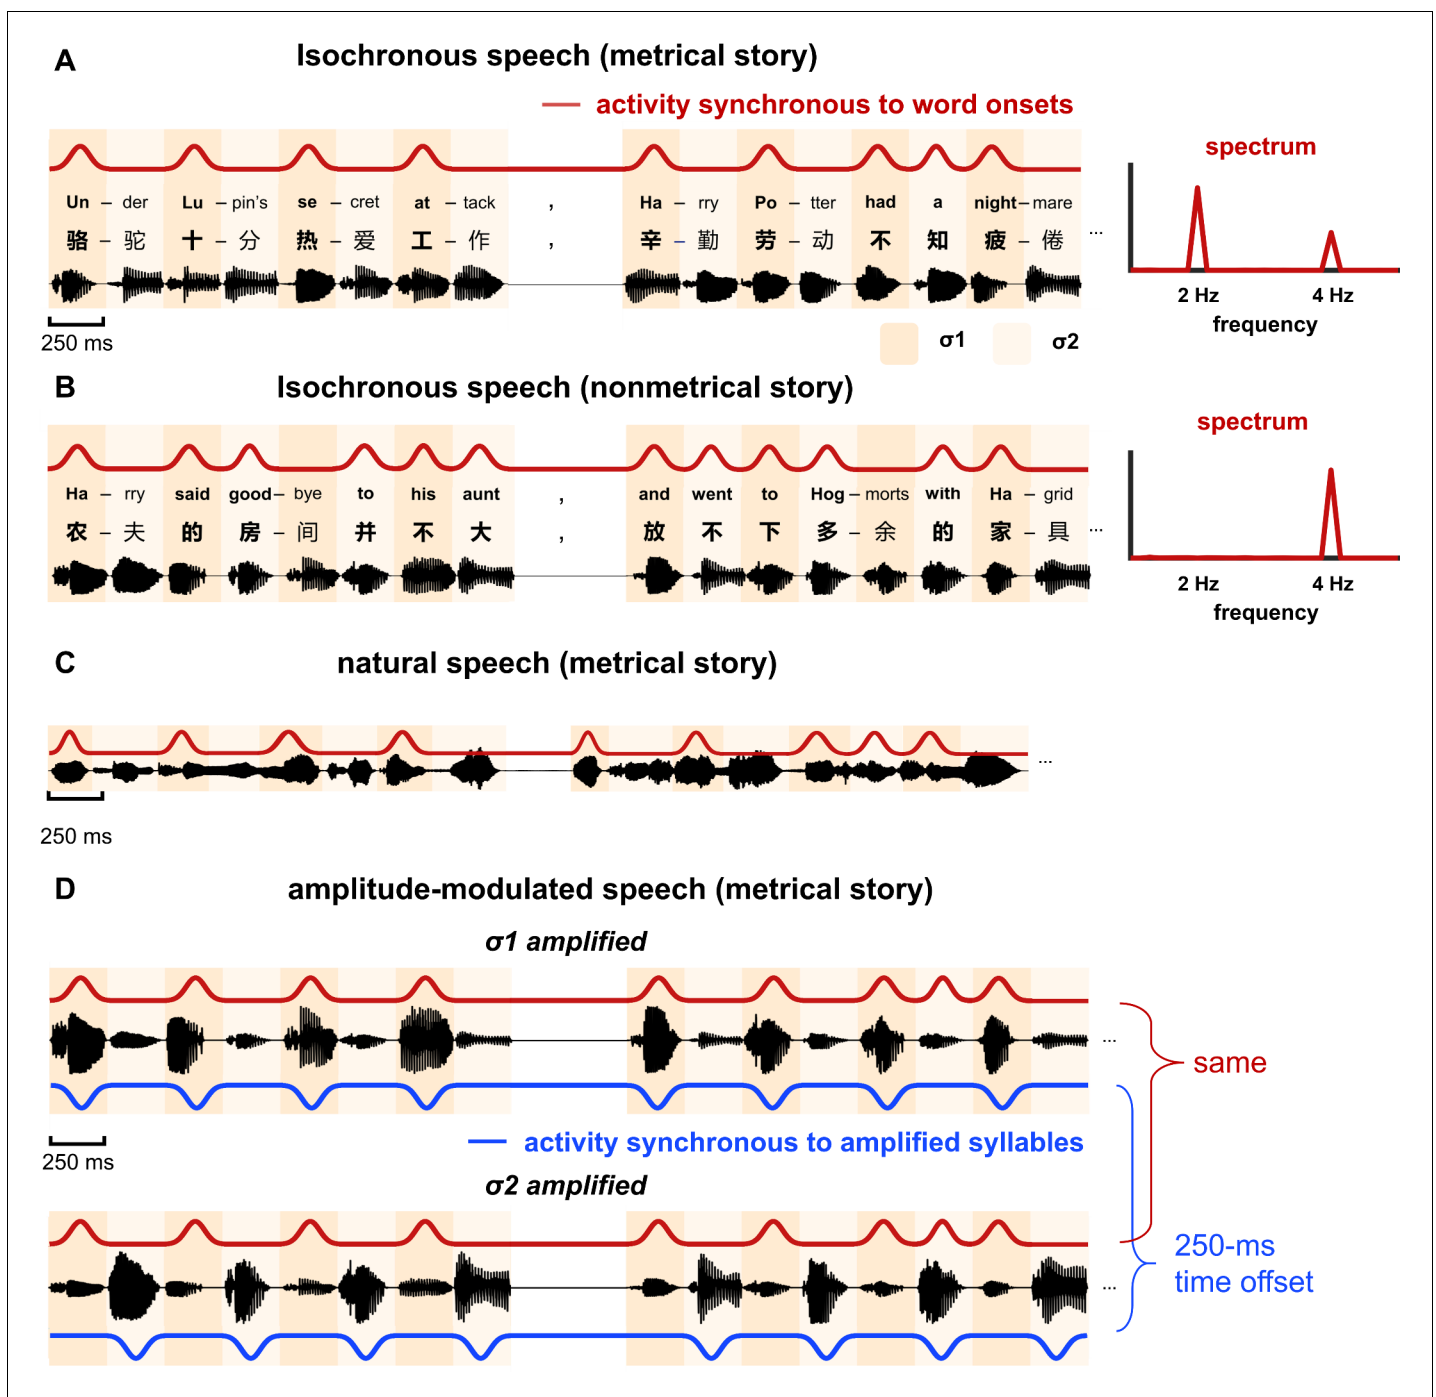 A
Isochronous speech (metrical story)
activity synchronous to word onsets
Un – der Lu – pin's se – cret at – tack , Ha – rry Po – tter had a night – mare
骆 – 驼 十 – 分 热 – 爱 工 – 作 , 辛 – 勤 劳 – 动 不 知 疲 – 倦 ...
250 ms
σ1 σ2
spectrum
2 Hz 4 Hz
frequency
B
Isochronous speech (nonmetrical story)
Ha – rry said good – bye to his aunt , and went to Hog – morts with Ha – grid
农 – 夫 的 房 – 间 并 不 大 , 放 不 下 多 – 余 的 家 – 具 ...
spectrum
2 Hz 4 Hz
frequency
C
natural speech (metrical story)
...
250 ms
D
amplitude-modulated speech (metrical story)
σ1 amplified
...
250 ms
activity synchronous to amplified syllables
σ2 amplified
...
same
250-ms
time offset